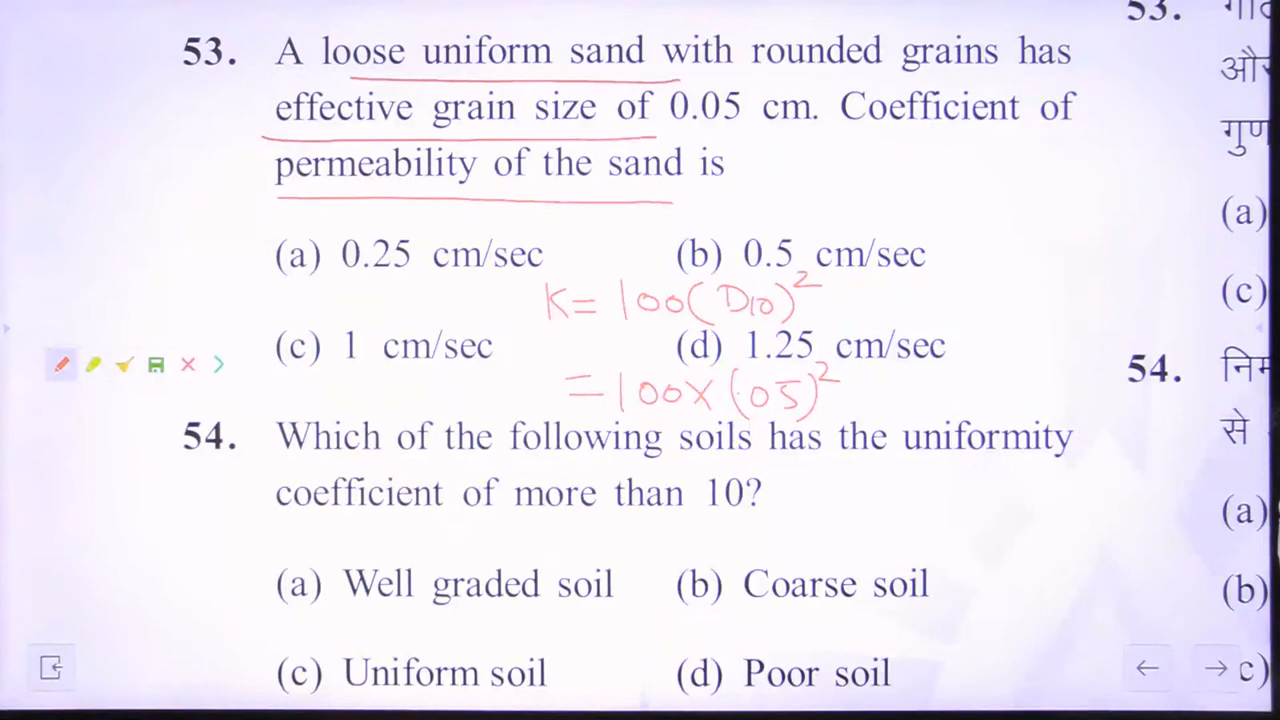 53. A loose uniform sand with rounded grains has
effective grain size of 0.05 cm. Coefficient of
permeability of the sand is
(a) 0.25 cm/sec (b) 0.5 cm/sec
K = 100(D10)²
(c) 1 cm/sec (d) 1.25 cm/sec
= 100 × (.05)²
54. Which of the following soils has the uniformity
coefficient of more than 10?
(a) Well graded soil (b) Coarse soil
(c) Uniform soil (d) Poor soil
53.
और
गुण
(a)
(c)
54.
से
(a)
(b)
c)